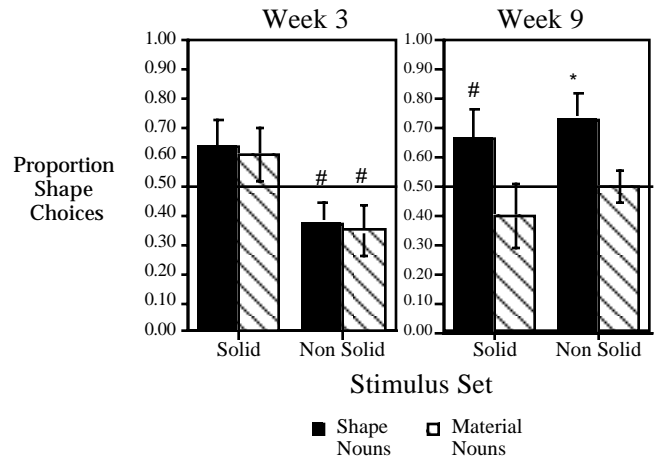 Week 3
Week 9
1.00
0.90
0.80
0.70
0.60
0.50
0.40
0.30
0.20
0.10
0.00
1.00
0.90
0.80
0.70
0.60
0.50
0.40
0.30
0.20
0.10
0.00
Proportion
Shape
Choices
# #
# *
Solid Non Solid
Solid Non Solid
Stimulus Set
Shape
Nouns
Material
Nouns